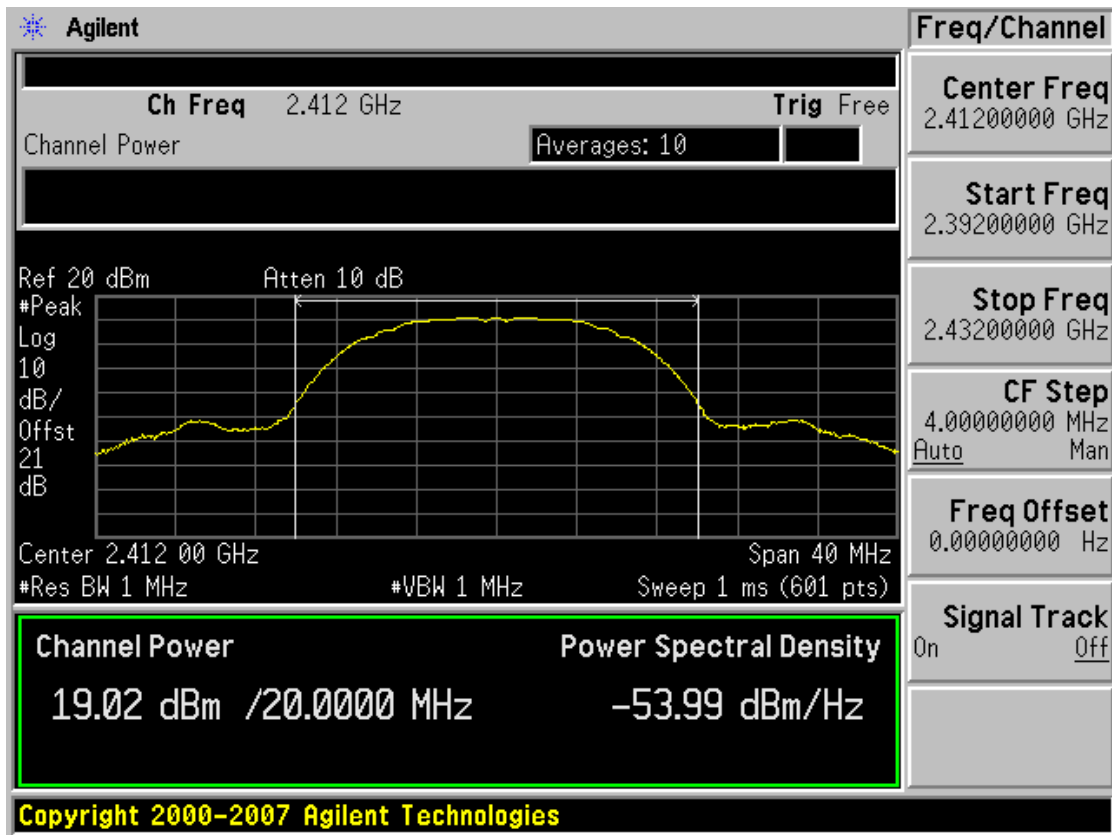 Agilent
Ch Freq 2.412 GHz Trig Free
Channel Power Averages: 10
Ref 20 dBm Atten 10 dB
#Peak
Log
10
dB/
Offst
21
dB
Center 2.412 00 GHz Span 40 MHz
#Res BW 1 MHz #VBW 1 MHz Sweep 1 ms (601 pts)
Channel Power Power Spectral Density
19.02 dBm /20.0000 MHz -53.99 dBm/Hz
Freq/Channel
Center Freq
2.41200000 GHz
Start Freq
2.39200000 GHz
Stop Freq
2.43200000 GHz
CF Step
4.00000000 MHz
Auto Man
Freq Offset
0.00000000 Hz
Signal Track
On Off
Copyright 2000-2007 Agilent Technologies